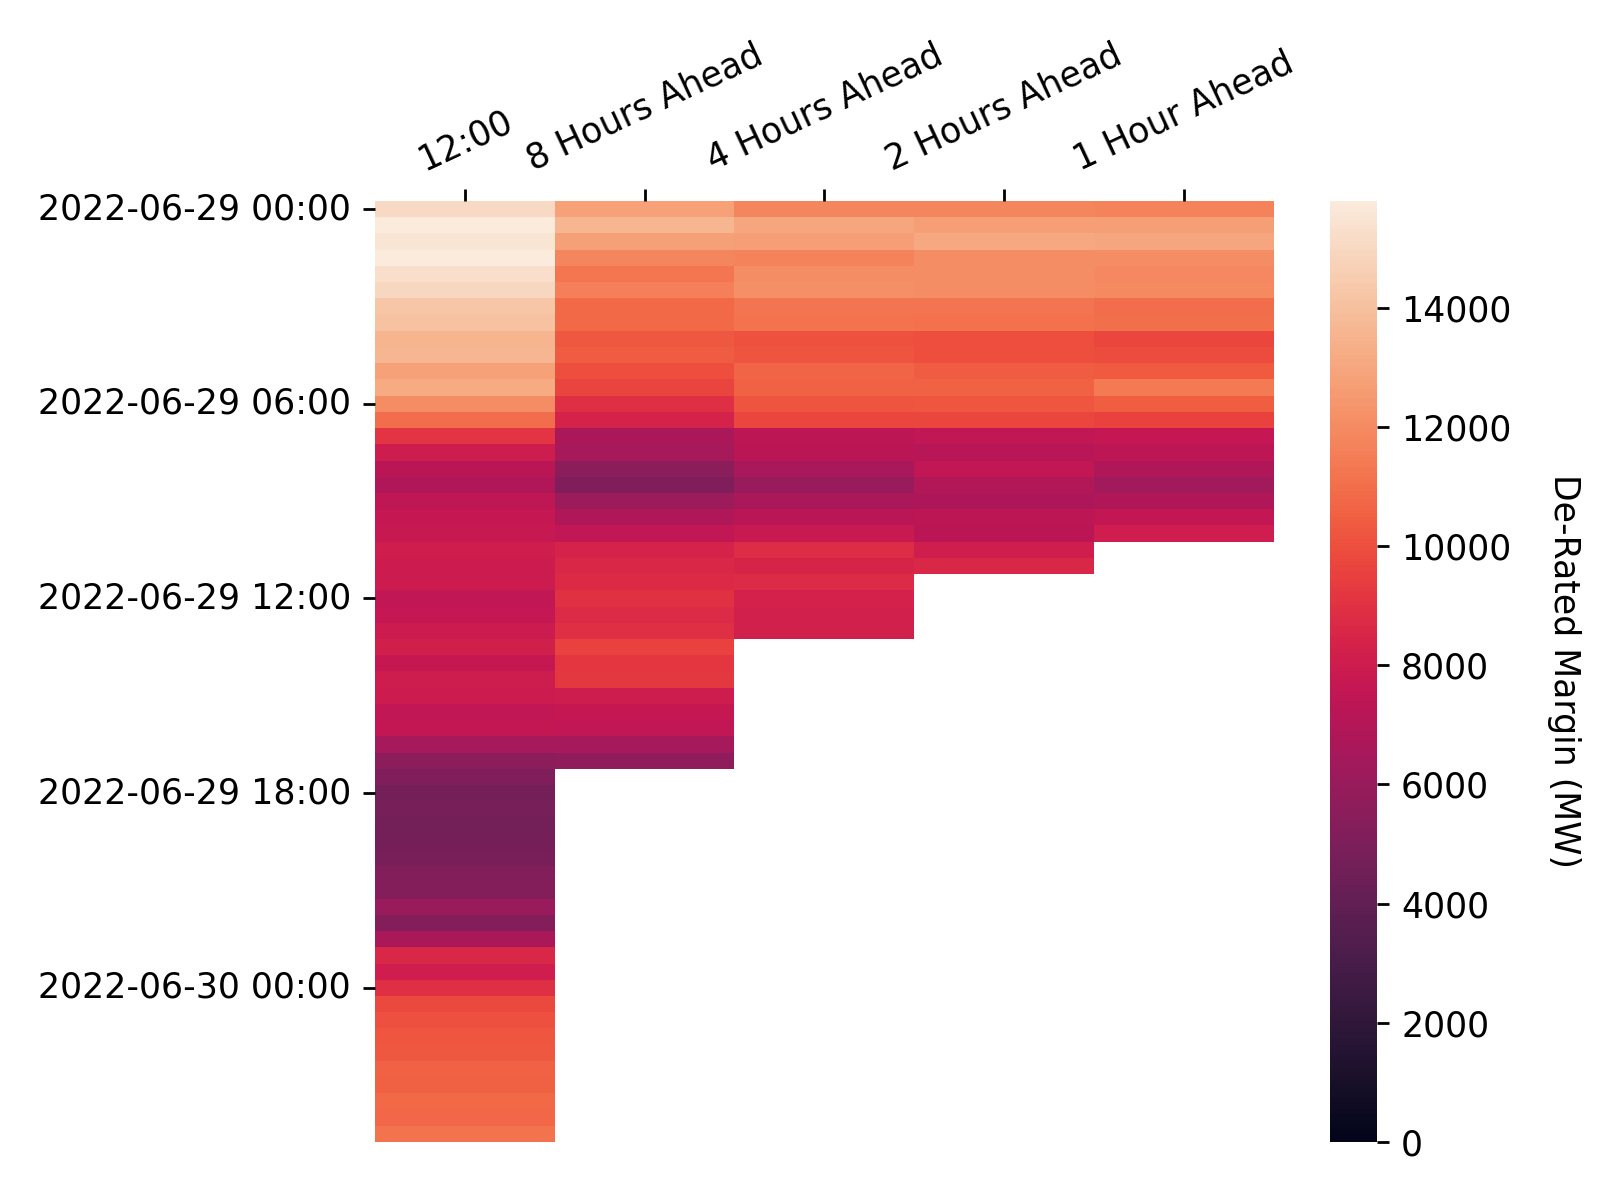 12:00
8 Hours Ahead
4 Hours Ahead
2 Hours Ahead
1 Hour Ahead
2022-06-29 00:00
2022-06-29 06:00
2022-06-29 12:00
2022-06-29 18:00
2022-06-30 00:00
14000
12000
10000
8000
6000
4000
2000
0
De-Rated Margin (MW)